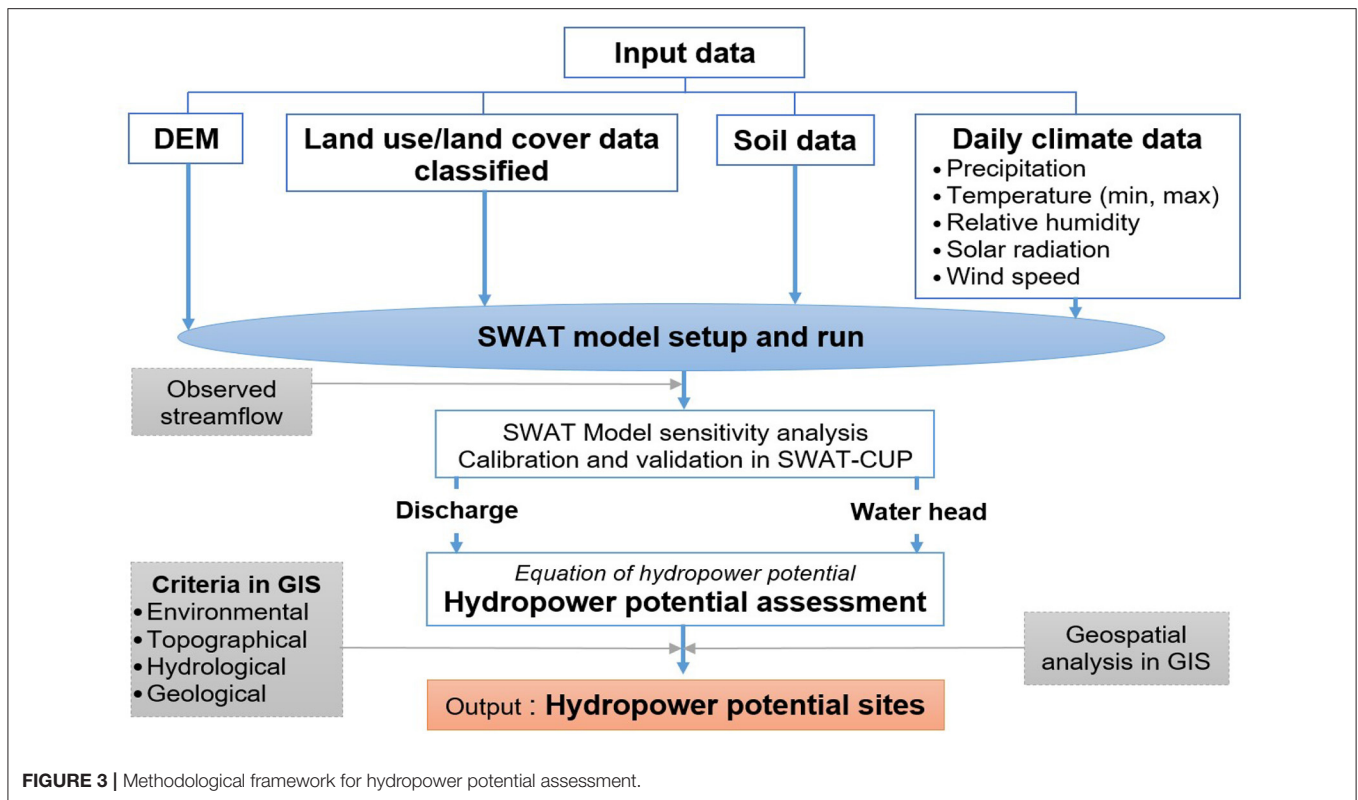 Input data
DEM
Land use/land cover data
classified
Soil data
Daily climate data
• Precipitation
• Temperature (min, max)
• Relative humidity
• Solar radiation
• Wind speed
SWAT model setup and run
Observed
streamflow
SWAT Model sensitivity analysis
Calibration and validation in SWAT-CUP
Discharge
Water head
Equation of hydropower potential
Hydropower potential assessment
Criteria in GIS
• Environmental
• Topographical
• Hydrological
• Geological
Geospatial
analysis in GIS
Output : Hydropower potential sites
FIGURE 3 | Methodological framework for hydropower potential assessment.